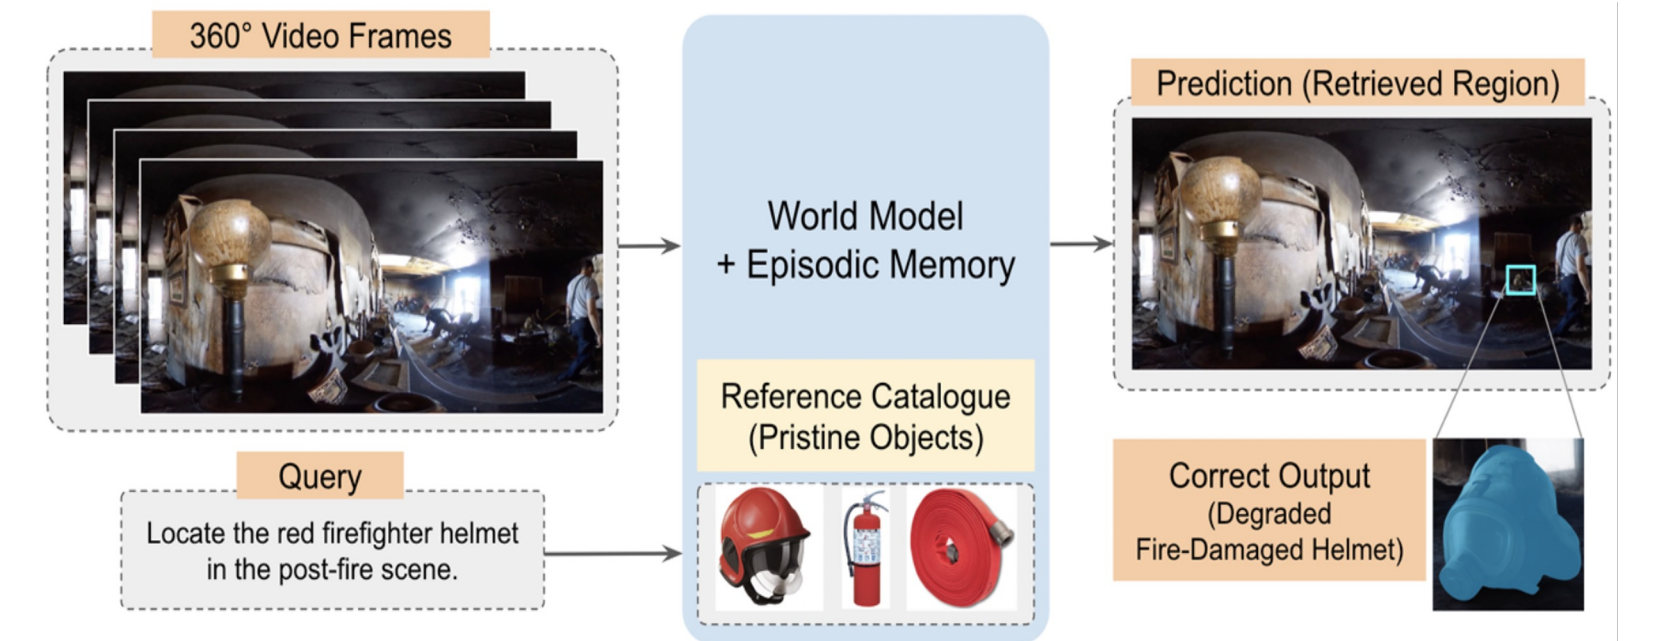 360° Video Frames
Query
Locate the red firefighter helmet
in the post-fire scene.
World Model
+ Episodic Memory
Reference Catalogue
(Pristine Objects)
Prediction (Retrieved Region)
Correct Output
(Degraded
Fire-Damaged Helmet)